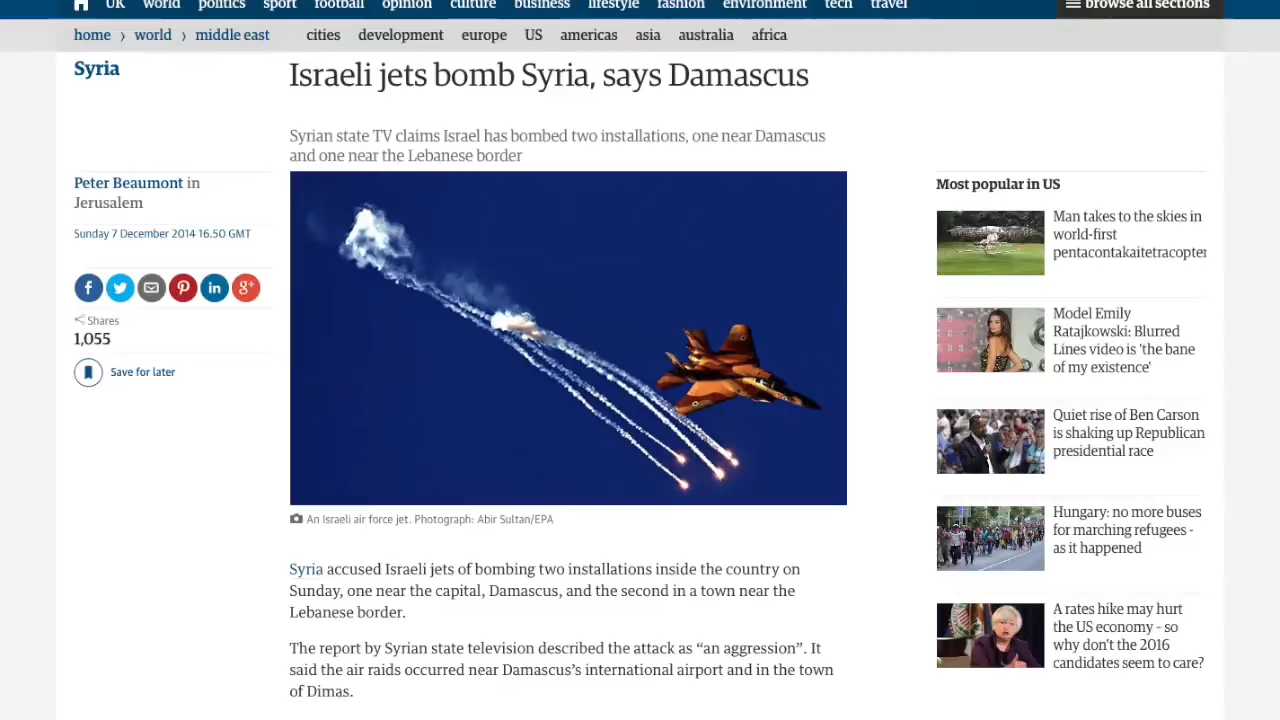 UK world politics sport football opinion culture business lifestyle fashion environment tech travel browse all sections
home › world › middle east cities development europe US americas asia australia africa
Syria
Israeli jets bomb Syria, says Damascus
Syrian state TV claims Israel has bombed two installations, one near Damascus
and one near the Lebanese border
Peter Beaumont in
Jerusalem
Sunday 7 December 2014 16.50 GMT
Shares
1,055
Save for later
An Israeli air force jet. Photograph: Abir Sultan/EPA
Syria accused Israeli jets of bombing two installations inside the country on
Sunday, one near the capital, Damascus, and the second in a town near the
Lebanese border.
The report by Syrian state television described the attack as “an aggression”. It
said the air raids occurred near Damascus’s international airport and in the town
of Dimas.
Most popular in US
Man takes to the skies in
world-first
pentacontakaitetracopter
Model Emily
Ratajkowski: Blurred
Lines video is 'the bane
of my existence'
Quiet rise of Ben Carson
is shaking up Republican
presidential race
Hungary: no more buses
for marching refugees -
as it happened
A rates hike may hurt
the US economy – so
why don't the 2016
candidates seem to care?